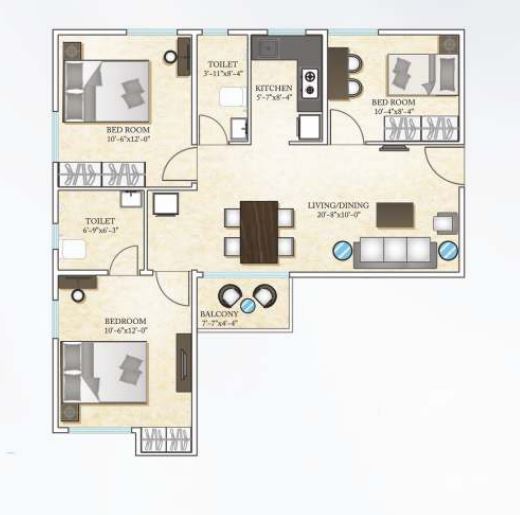 TOILET
3'-11"x8'-4"
KITCHEN
5'-7"x8'-4"
BED ROOM
10'-4"x8'-4"
BED ROOM
10'-6"x12'-0"
LIVING/DINING
20'-8"x10'-0"
TOILET
6'-9"x6'-3"
BALCONY
7'-7"x4'-4"
BEDROOM
10'-6"x12'-0"